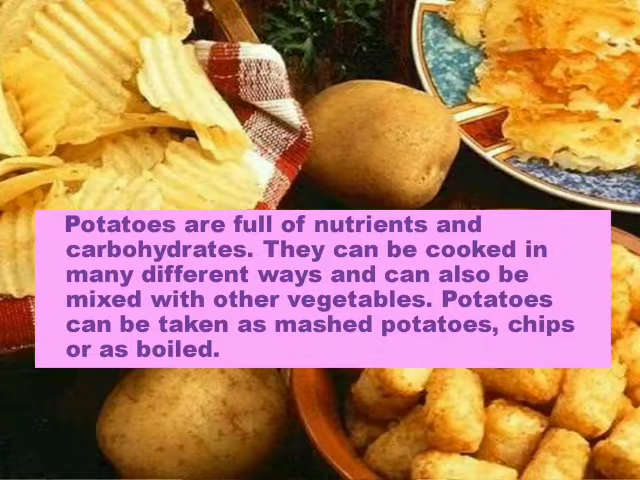 Potatoes are full of nutrients and
carbohydrates. They can be cooked in
many different ways and can also be
mixed with other vegetables. Potatoes
can be taken as mashed potatoes, chips
or as boiled.